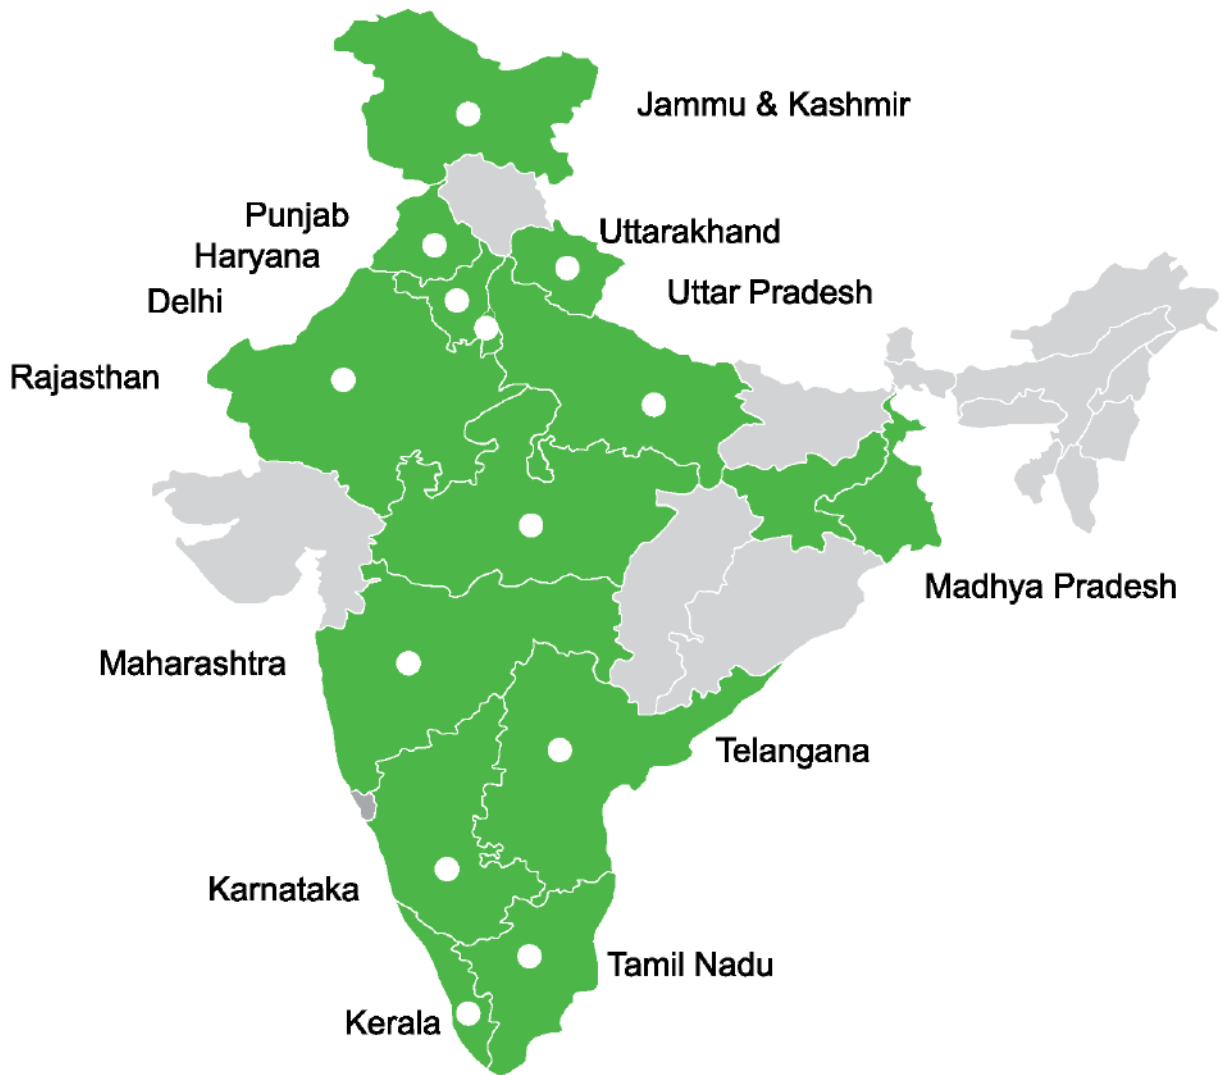 Jammu & Kashmir
Punjab
Uttarakhand
Haryana
Uttar Pradesh
Delhi
Rajasthan
Madhya Pradesh
Maharashtra
Telangana
Karnataka
Tamil Nadu
Kerala